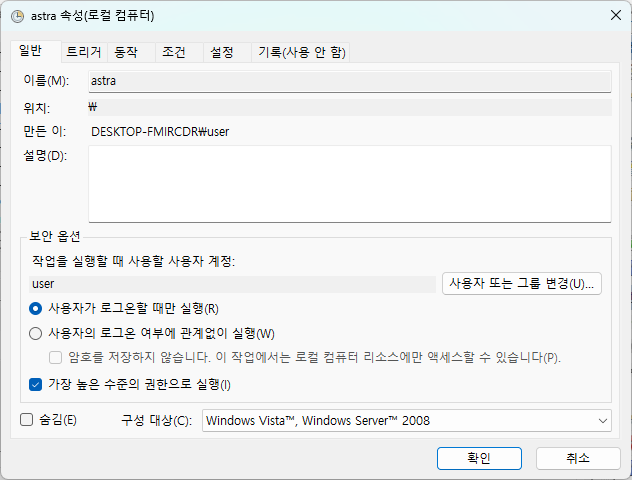 astra 속성(로컬 컴퓨터)
일반 트리거 동작 조건 설정 기록(사용 안 함)
이름(M): astra
위치: ₩
만든 이: DESKTOP-FMIRCDR₩user
설명(D):
보안 옵션
작업을 실행할 때 사용할 사용자 계정:
user 사용자 또는 그룹 변경(U)...
사용자가 로그온할 때만 실행(R)
사용자의 로그온 여부에 관계없이 실행(W)
암호를 저장하지 않습니다. 이 작업에서는 로컬 컴퓨터 리소스에만 액세스할 수 있습니다(P).
가장 높은 수준의 권한으로 실행(I)
숨김(E) 구성 대상(C): Windows Vista™, Windows Server™ 2008
확인 취소